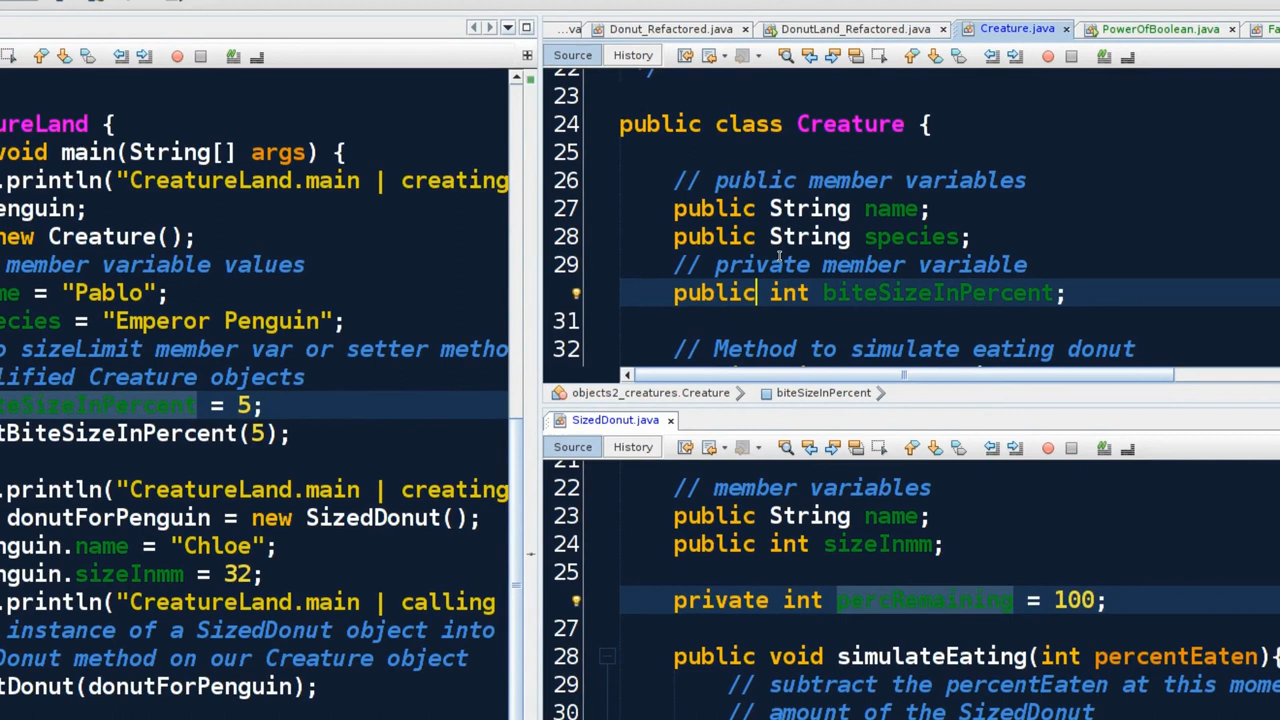 ureLand {
void main(String[] args) {
.println("CreatureLand.main | creating
enguin;
new Creature();
member variable values
me = "Pablo";
ecies = "Emperor Penguin";
o sizeLimit member var or setter metho
lified Creature objects
teSizeInPercent = 5;
tBiteSizeInPercent(5);
.println("CreatureLand.main | creating
donutForPenguin = new SizedDonut();
nguin.name = "Chloe";
nguin.sizeInmm = 32;
.println("CreatureLand.main | calling
instance of a SizedDonut object into
Donut method on our Creature object
tDonut(donutForPenguin);
...va Donut_Refactored.java DonutLand_Refactored.java Creature.java PowerOfBoolean.java Fa
Source History
22 */
23
24 public class Creature {
25
26 // public member variables
27 public String name;
28 public String species;
29 // private member variable
public int biteSizeInPercent;
31
32 // Method to simulate eating donut
objects2_creatures.Creature biteSizeInPercent
SizedDonut.java
Source History
21
22 // member variables
23 public String name;
24 public int sizeInmm;
25
private int percRemaining = 100;
27
28 public void simulateEating(int percentEaten){
29 // subtract the percentEaten at this mome
30 // amount of the SizedDonut